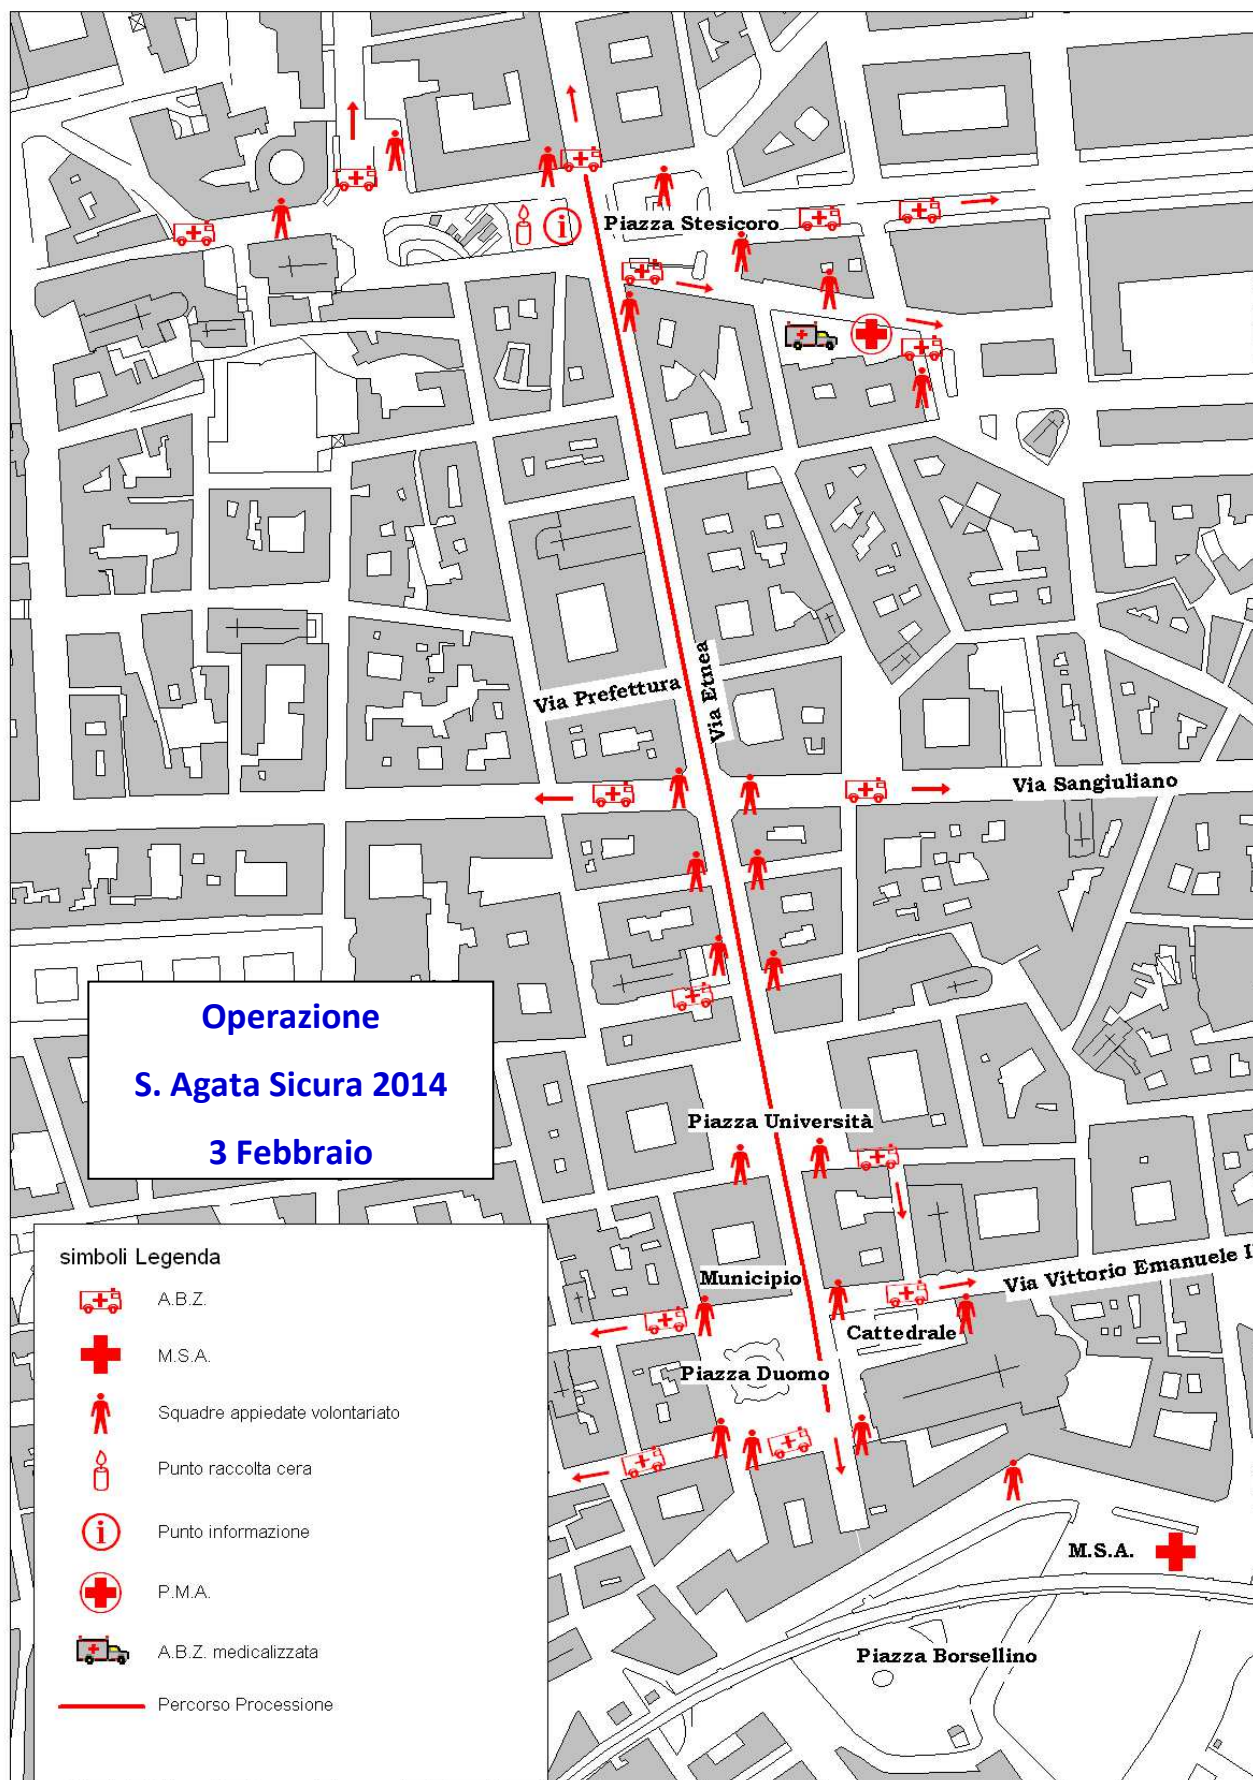 Piazza Stesicoro
Via Prefettura
Via Etnea
Via Sangiuliano
Operazione
S. Agata Sicura 2014
3 Febbraio
Piazza Università
Municipio
Via Vittorio Emanuele I
Cattedrale
Piazza Duomo
M.S.A.
Piazza Borsellino
simboli Legenda
A.B.Z.
M.S.A.
Squadre appiedate volontariato
Punto raccolta cera
i Punto informazione
P.M.A.
A.B.Z. medicalizzata
Percorso Processione